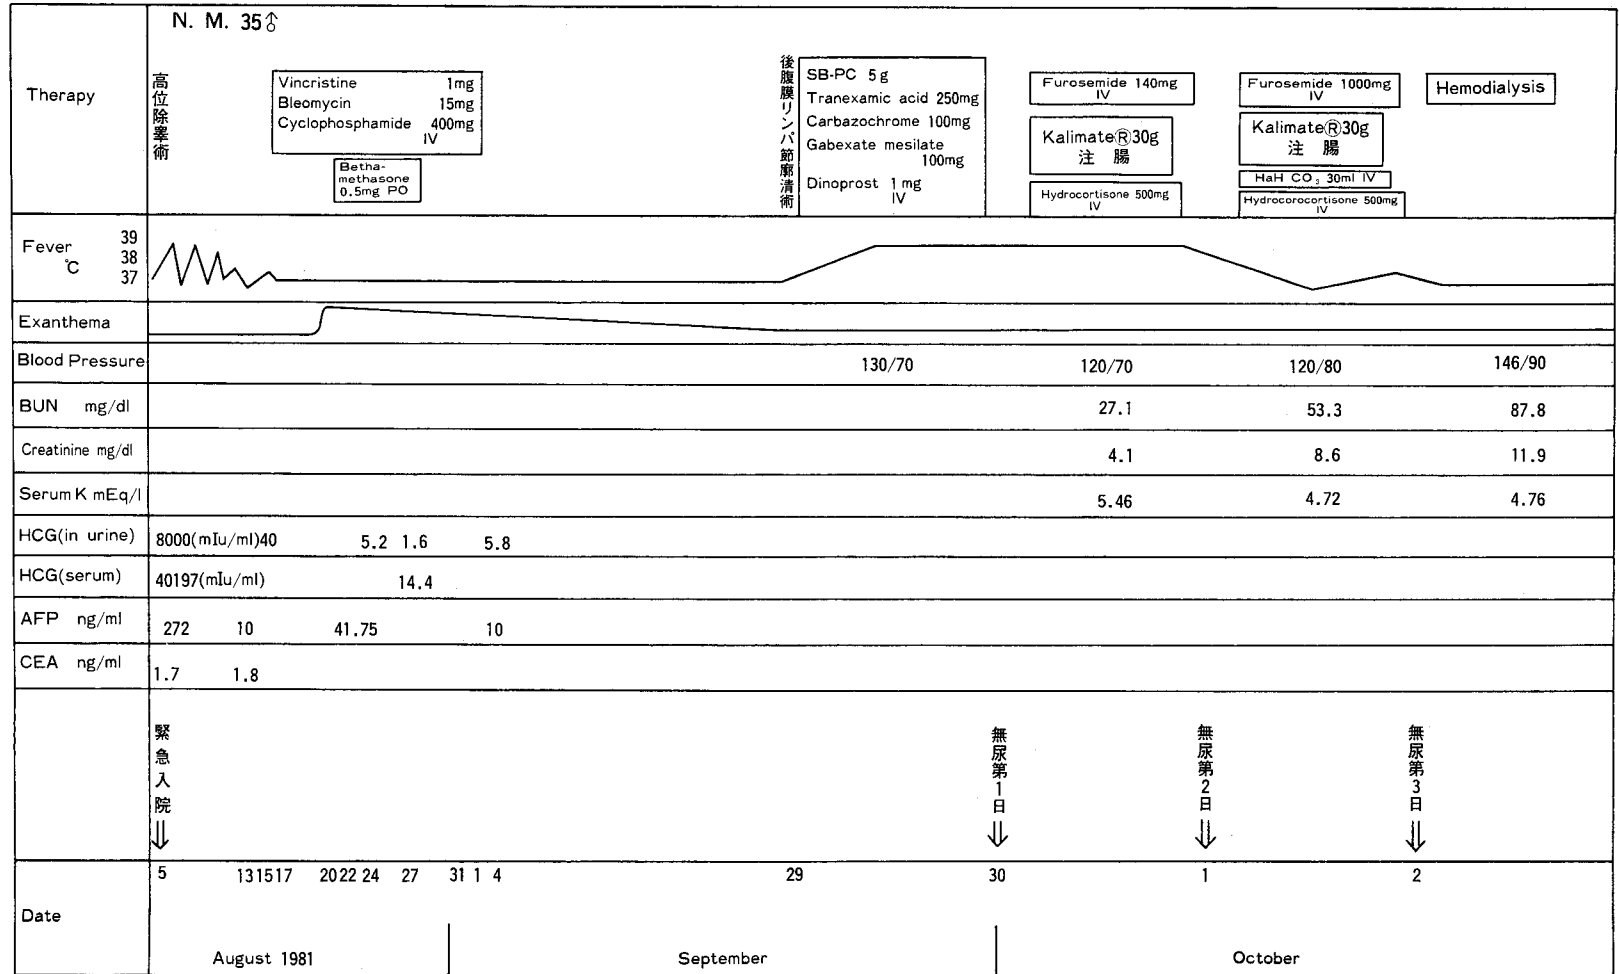 N. M. 35♂
Therapy
高位除睾術
Vincristine 1mg
Bleomycin 15mg
Cyclophosphamide 400mg
IV
Betha-
methasone
0.5mg PO
後腹膜リンパ節廓清術
SB-PC 5g
Tranexamic acid 250mg
Carbazochrome 100mg
Gabexate mesilate
100mg
Dinoprost 1mg
IV
Furosemide 140mg
IV
Kalimate®30g
注腸
Hydrocortisone 500mg
IV
Furosemide 1000mg
IV
Kalimate®30g
注腸
HaH CO₃ 30ml IV
Hydrocorocortisone 500mg
IV
Hemodialysis
Fever 39
℃ 38
37
Exanthema
Blood Pressure 130/70 120/70 120/80 146/90
BUN mg/dl 27.1 53.3 87.8
Creatinine mg/dl 4.1 8.6 11.9
Serum K mEq/l 5.46 4.72 4.76
HCG(in urine) 8000(mIu/ml)40 5.2 1.6 5.8
HCG(serum) 40197(mIu/ml) 14.4
AFP ng/ml 272 10 41.75 10
CEA ng/ml 1.7 1.8
緊急入院
⇓
無尿第1日
⇓
無尿第2日
⇓
無尿第3日
⇓
Date
5 13 15 17 20 22 24 27 31 1 4 29 30 1 2
August 1981 September October